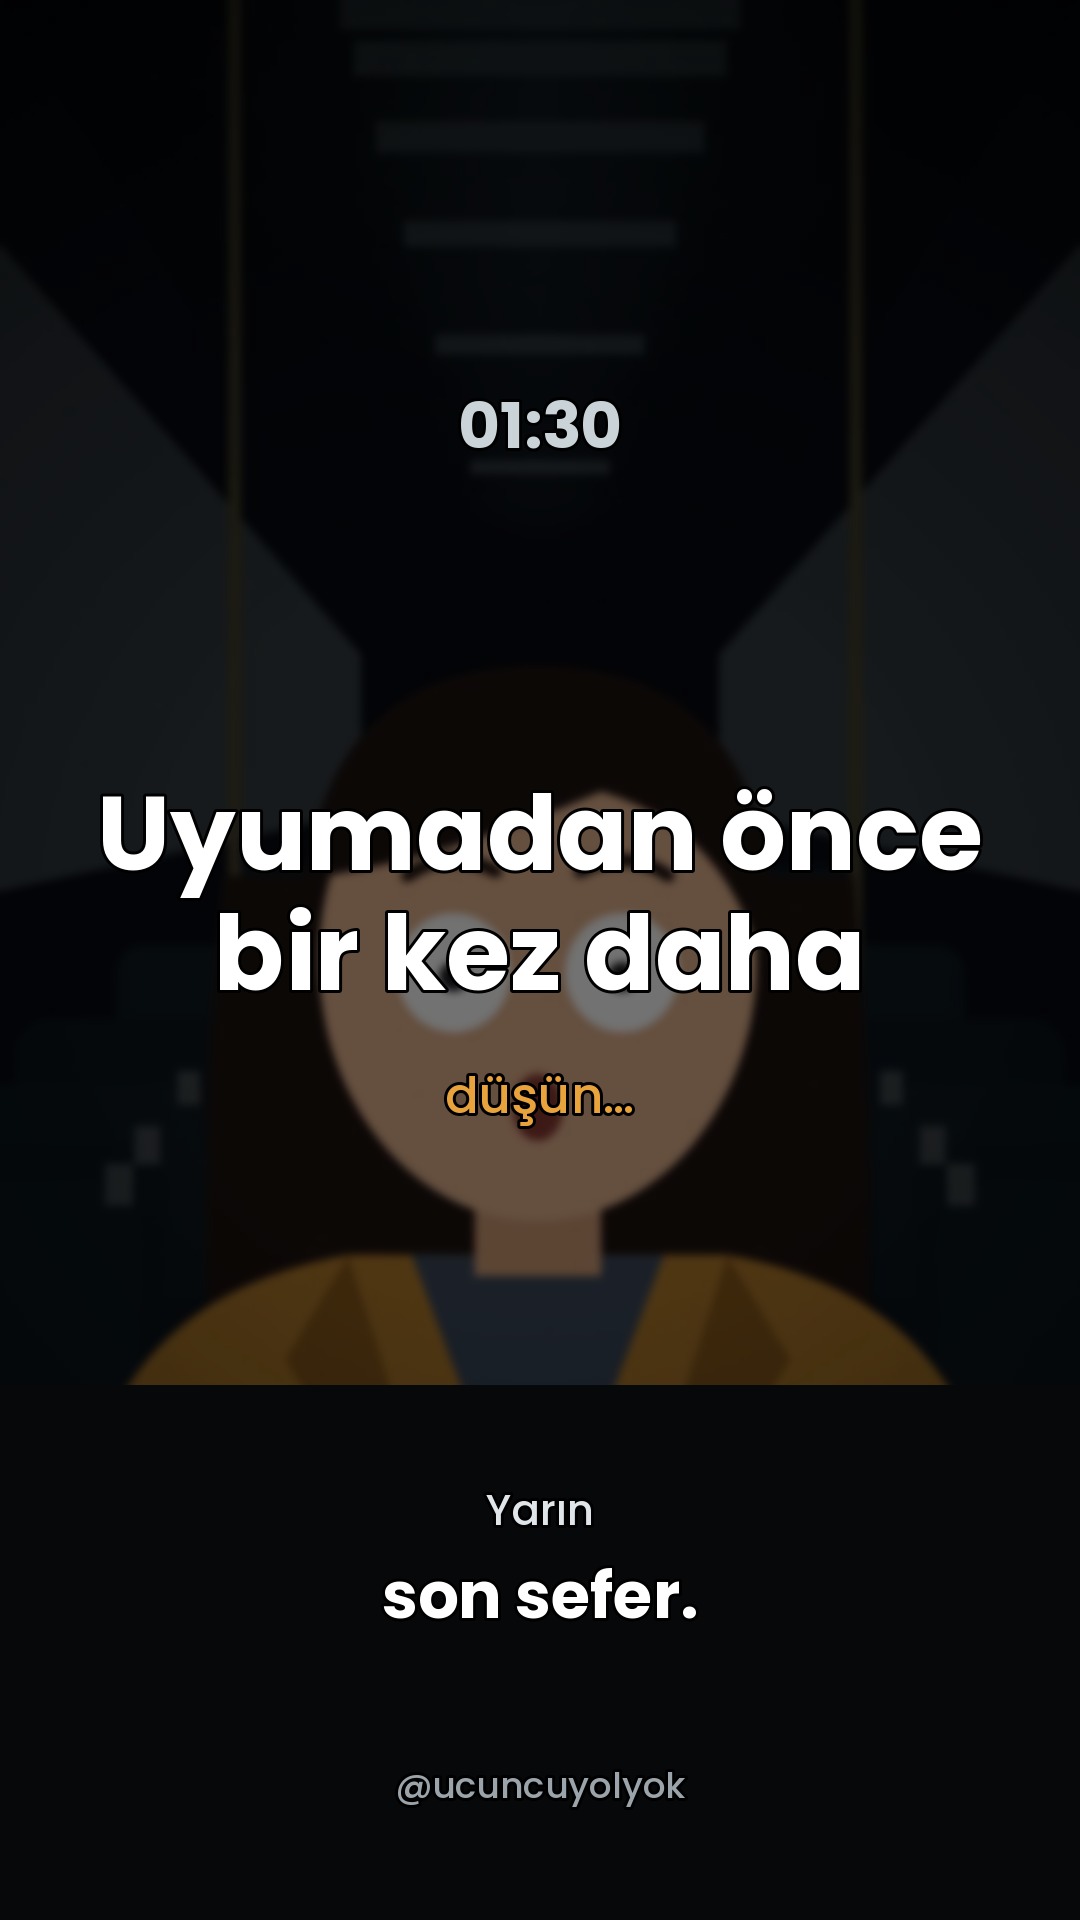 01:30
Uyumadan önce
bir kez daha
düşün...
Yarın
son sefer.
@ucuncuyolyok